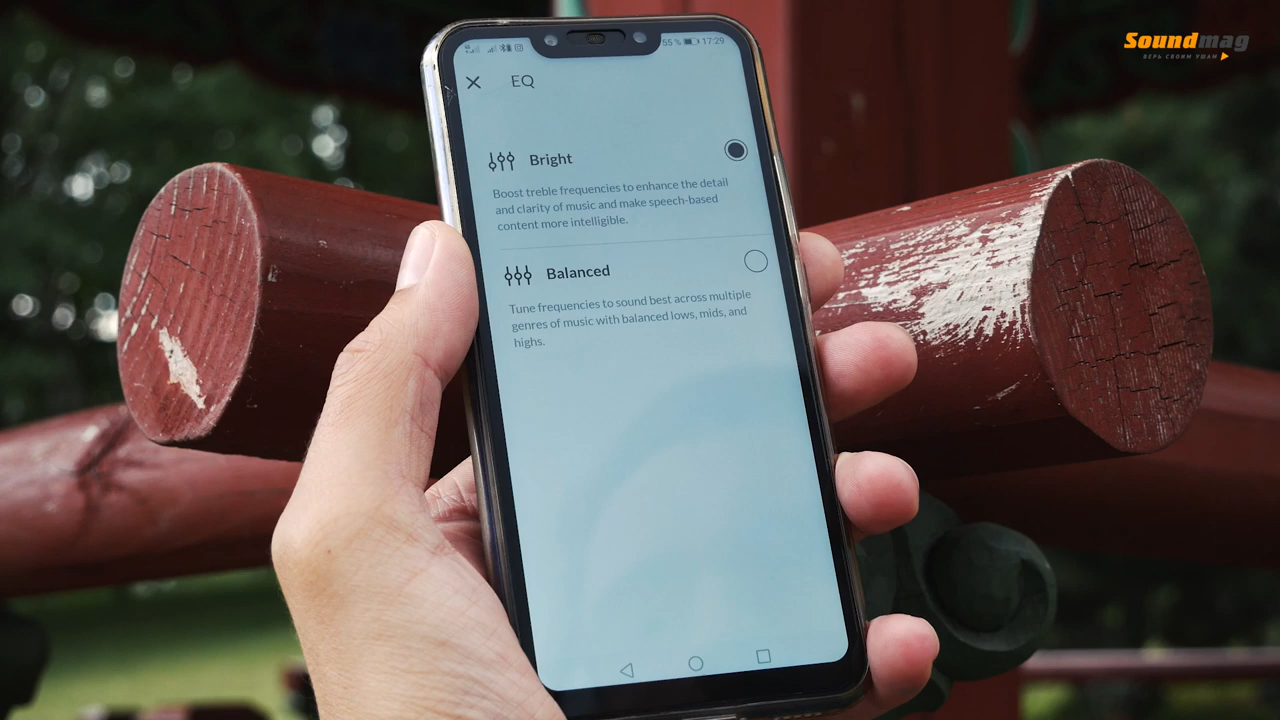 Soundmag
ВЕРЬ СВОИМ УШАМ
55 % 17:29
EQ
Bright
Boost treble frequencies to enhance the detail
and clarity of music and make speech-based
content more intelligible.
Balanced
Tune frequencies to sound best across multiple
genres of music with balanced lows, mids, and
highs.